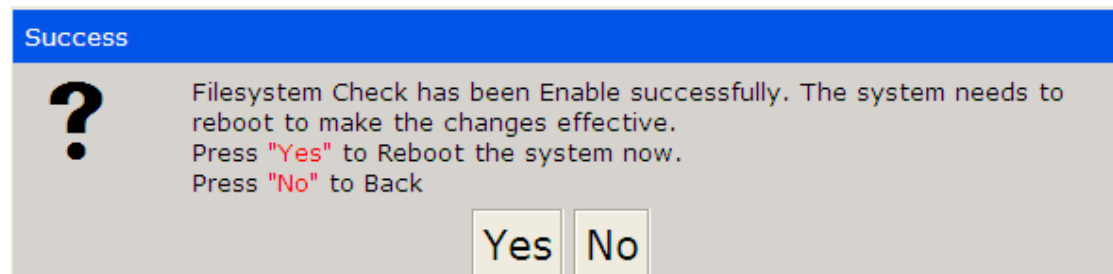 Success
Filesystem Check has been Enable successfully. The system needs to
reboot to make the changes effective.
Press "Yes" to Reboot the system now.
Press "No" to Back
Yes No